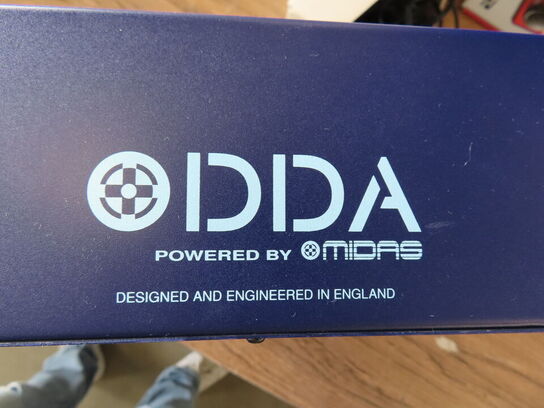 DDA
POWERED BY MIDAS
DESIGNED AND ENGINEERED IN ENGLAND